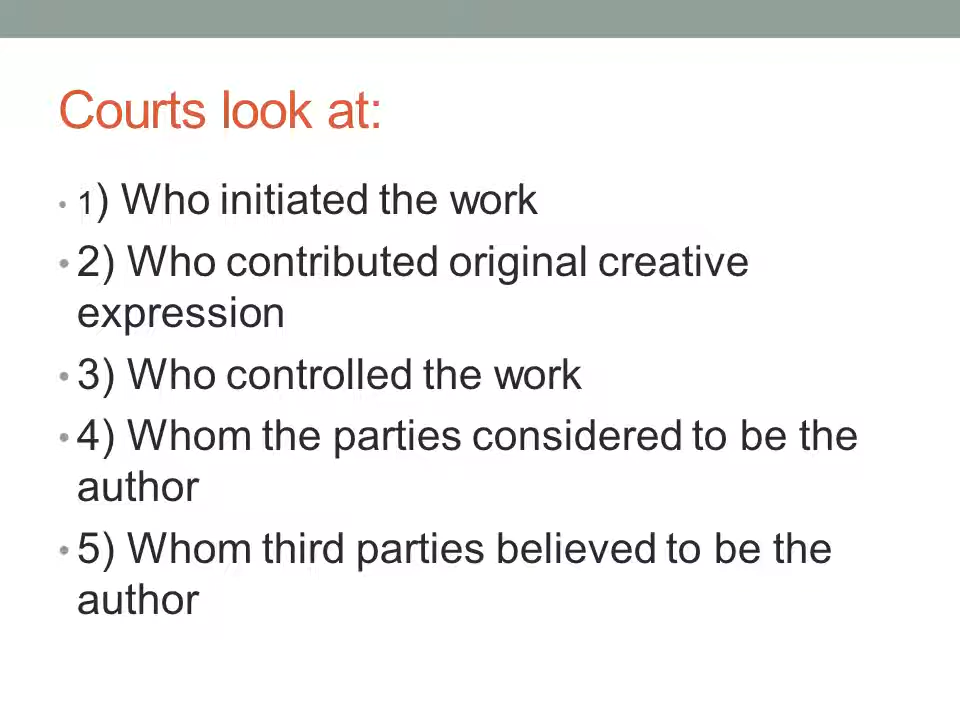 Courts look at:
• 1) Who initiated the work
• 2) Who contributed original creative
expression
• 3) Who controlled the work
• 4) Whom the parties considered to be the
author
• 5) Whom third parties believed to be the
author